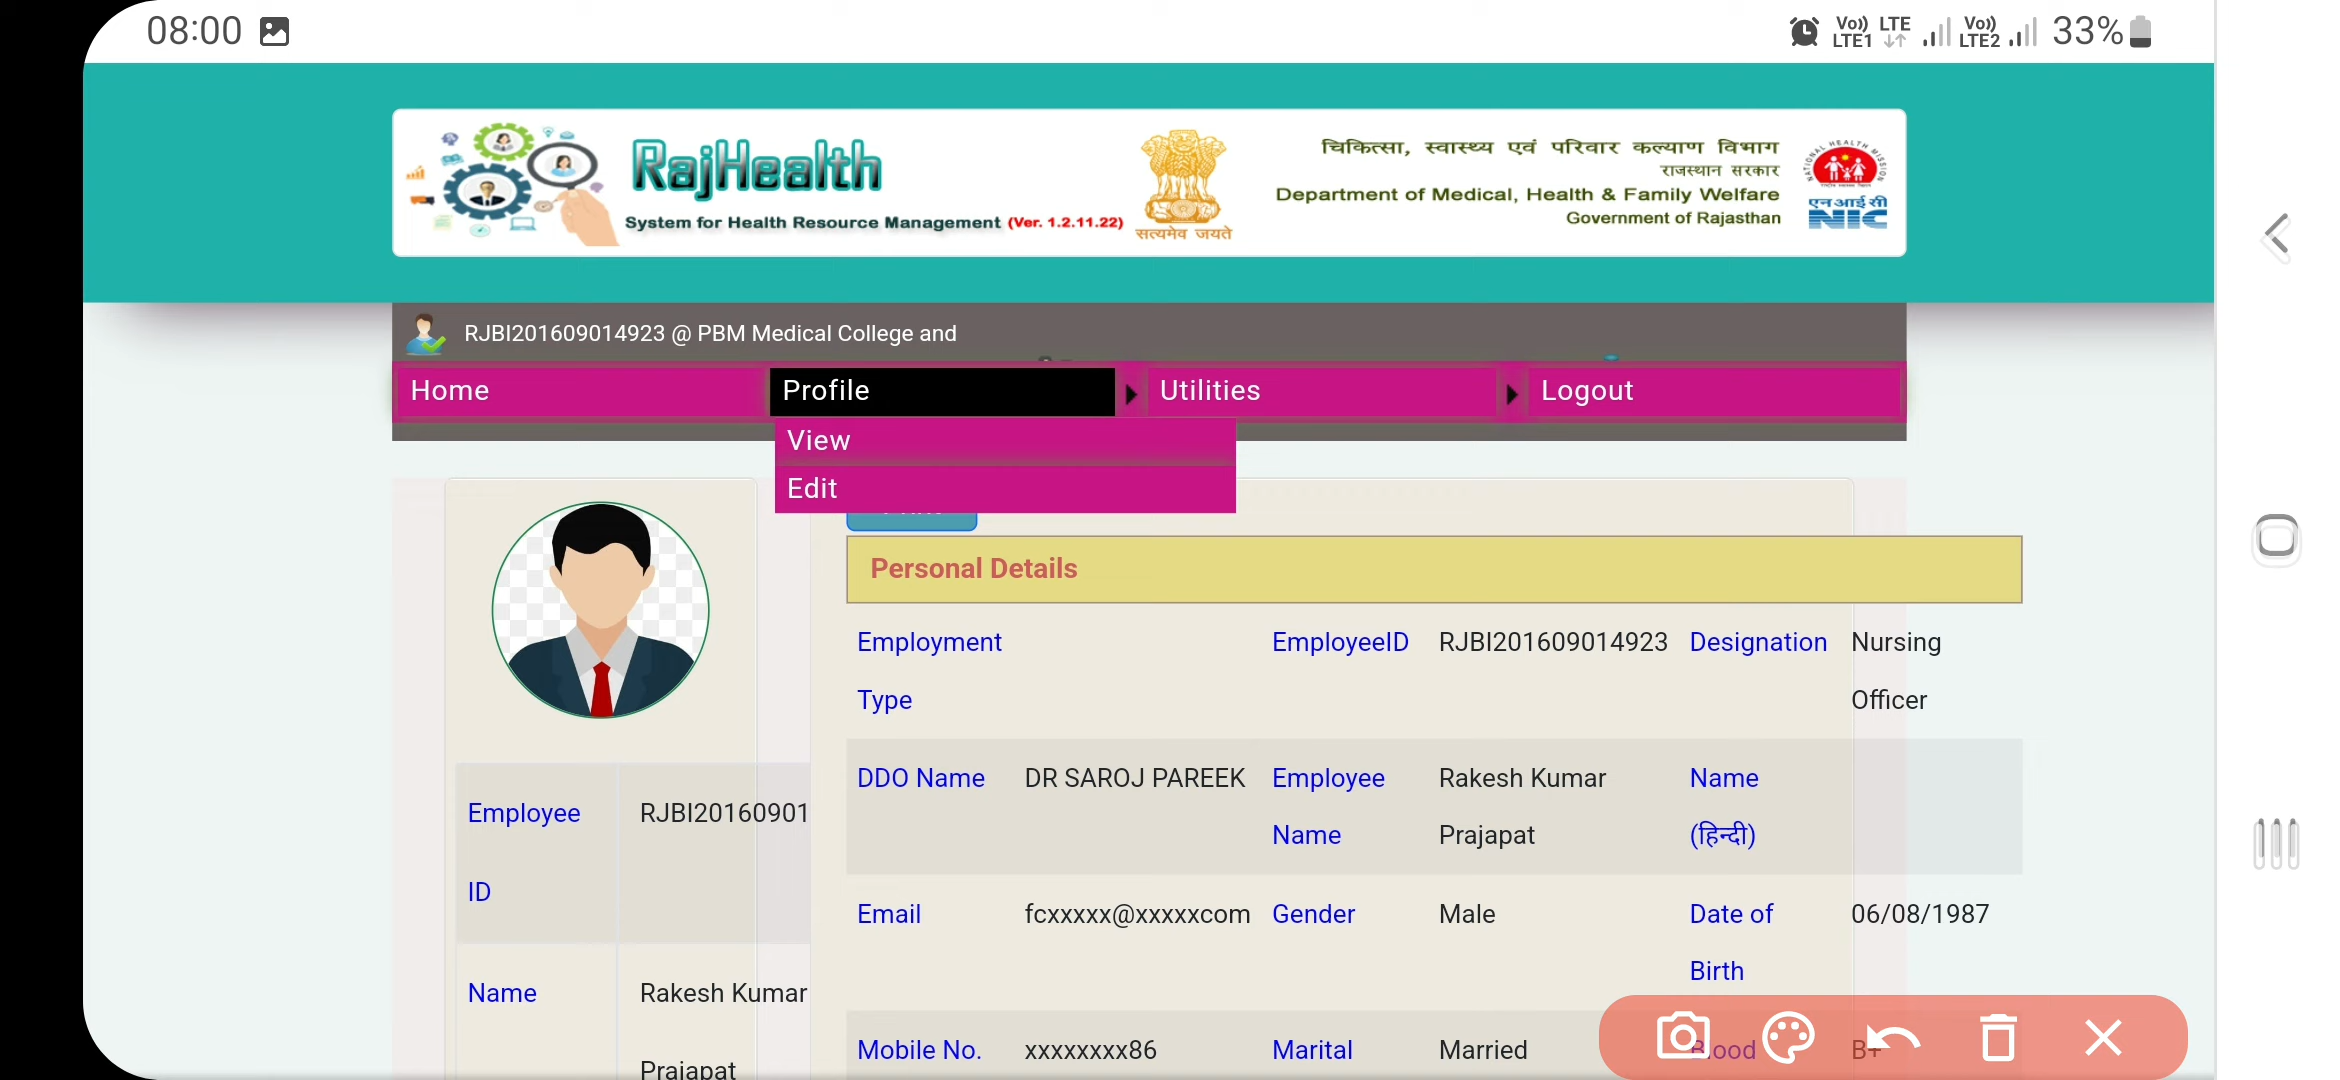 08:00
Vo)) LTE
LTE1
Vo))
LTE2
33%
RajHealth
System for Health Resource Management (Ver. 1.2.11.22)
सत्यमेव जयते
चिकित्सा, स्वास्थ्य एवं परिवार कल्याण विभाग
राजस्थान सरकार
Department of Medical, Health & Family Welfare
Government of Rajasthan
NATIONAL HEALTH MISSION
एन आई सी
NIC
RJBI201609014923 @ PBM Medical College and
Home Profile Utilities Logout
View
Edit
Personal Details
Employment Type
EmployeeID RJBI201609014923
Designation Nursing Officer
DDO Name DR SAROJ PAREEK
Employee Name Rakesh Kumar Prajapat
Name (हिन्दी)
Email fcxxxxx@xxxxxcom
Gender Male
Date of Birth 06/08/1987
Mobile No. xxxxxxxx86
Marital Married
Blood B+
Employee ID
RJBI20160901
Name
Rakesh Kumar
Prajapat